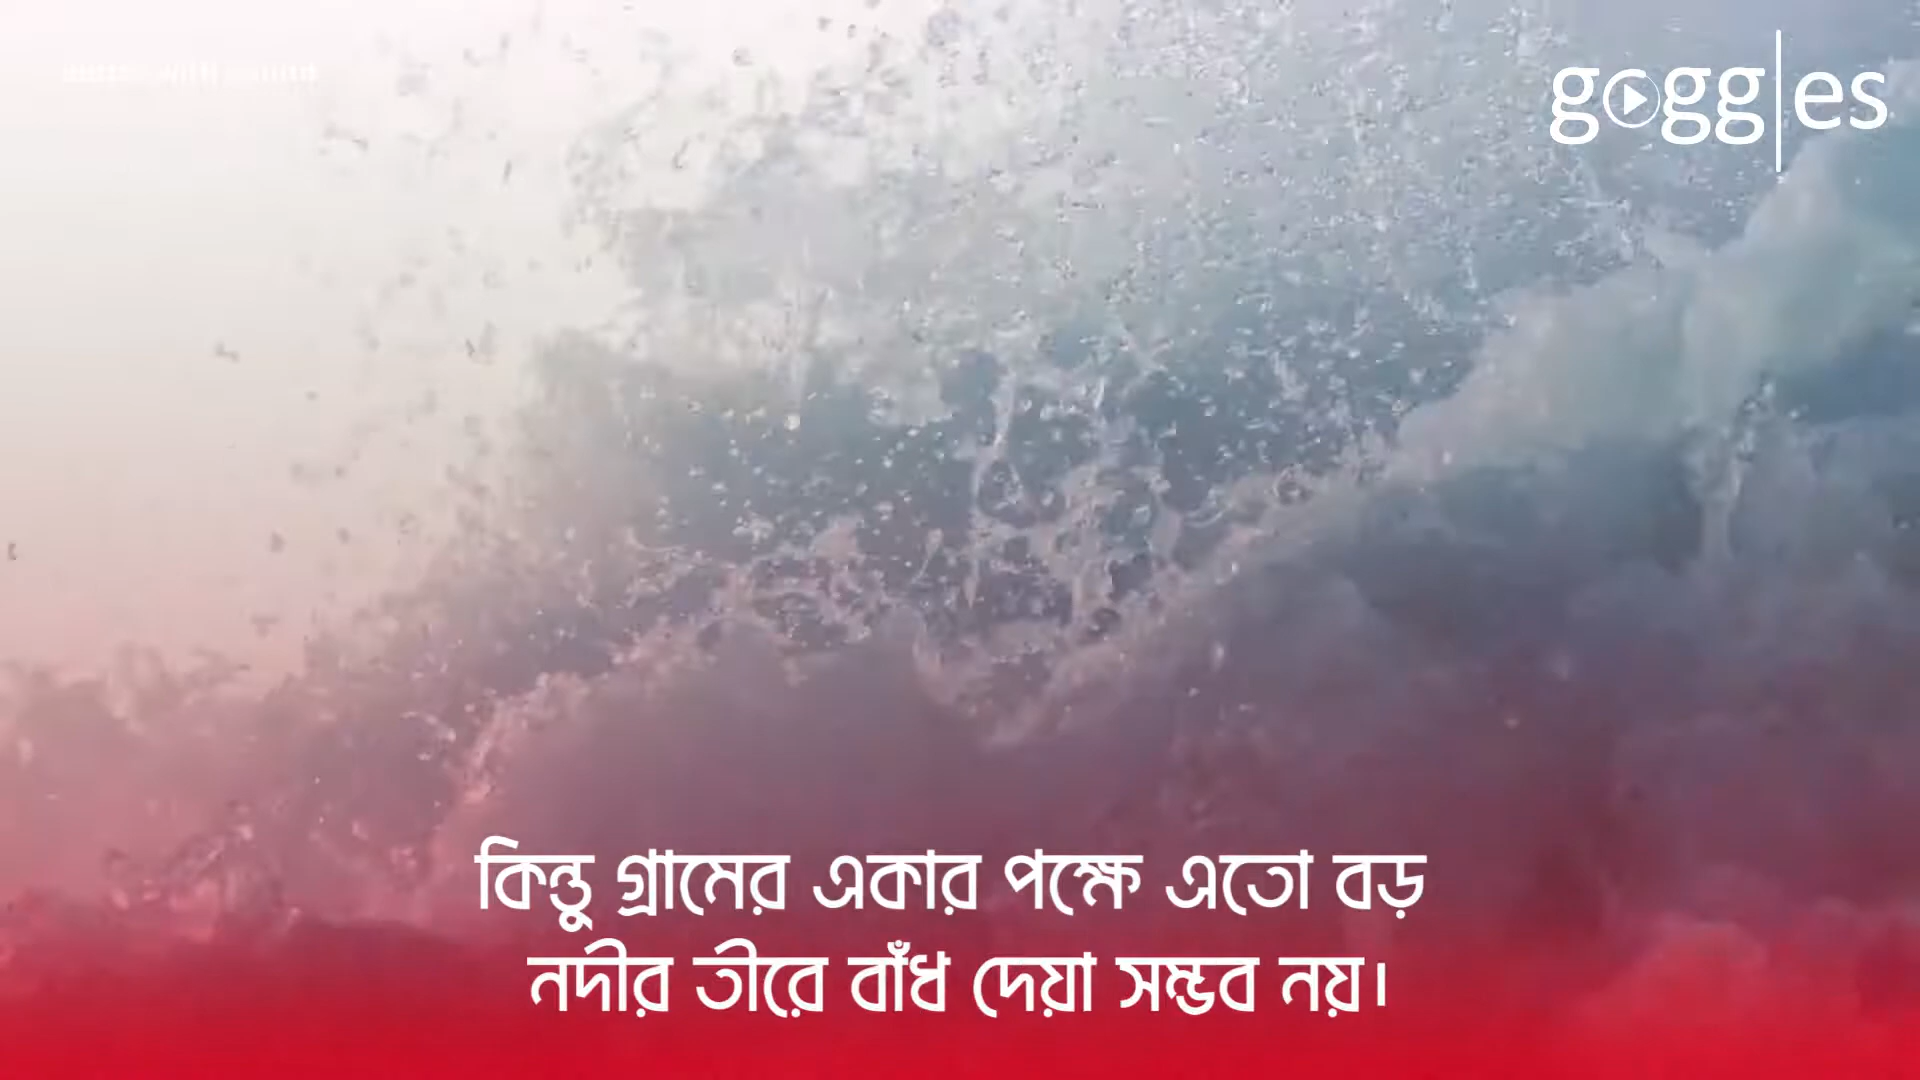 goggles
কিন্তু গ্রামের একার পক্ষে এতো বড়
নদীর তীরে বাঁধ দেয়া সম্ভব নয়।